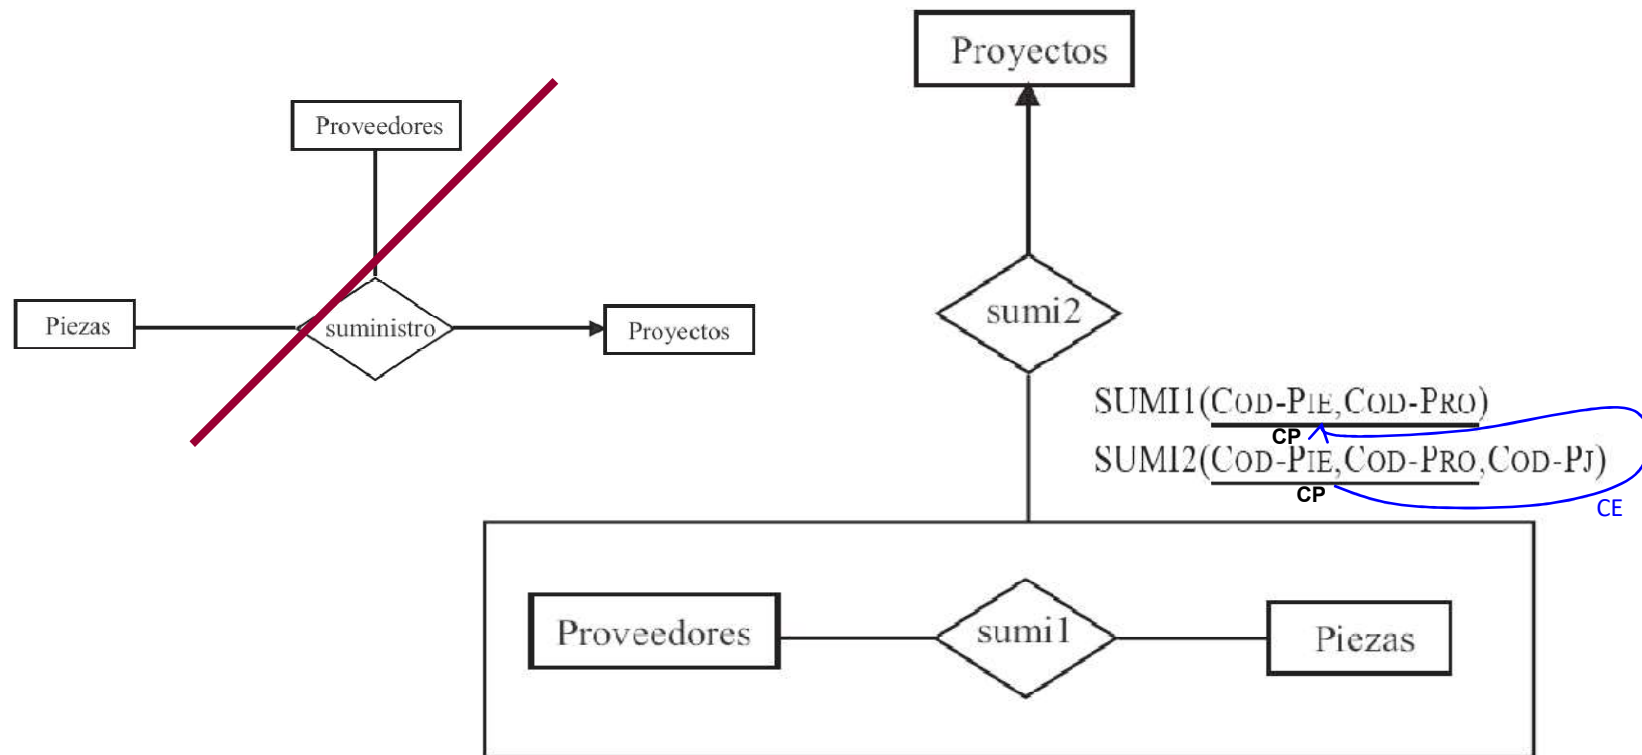 Proyectos
Proveedores
Piezas
suministro
Proyectos
sumi2
SUMI1(COD-PIE,COD-PRO)
CP
SUMI2(COD-PIE,COD-PRO,COD-PJ)
CP
CE
Proveedores
sumi1
Piezas